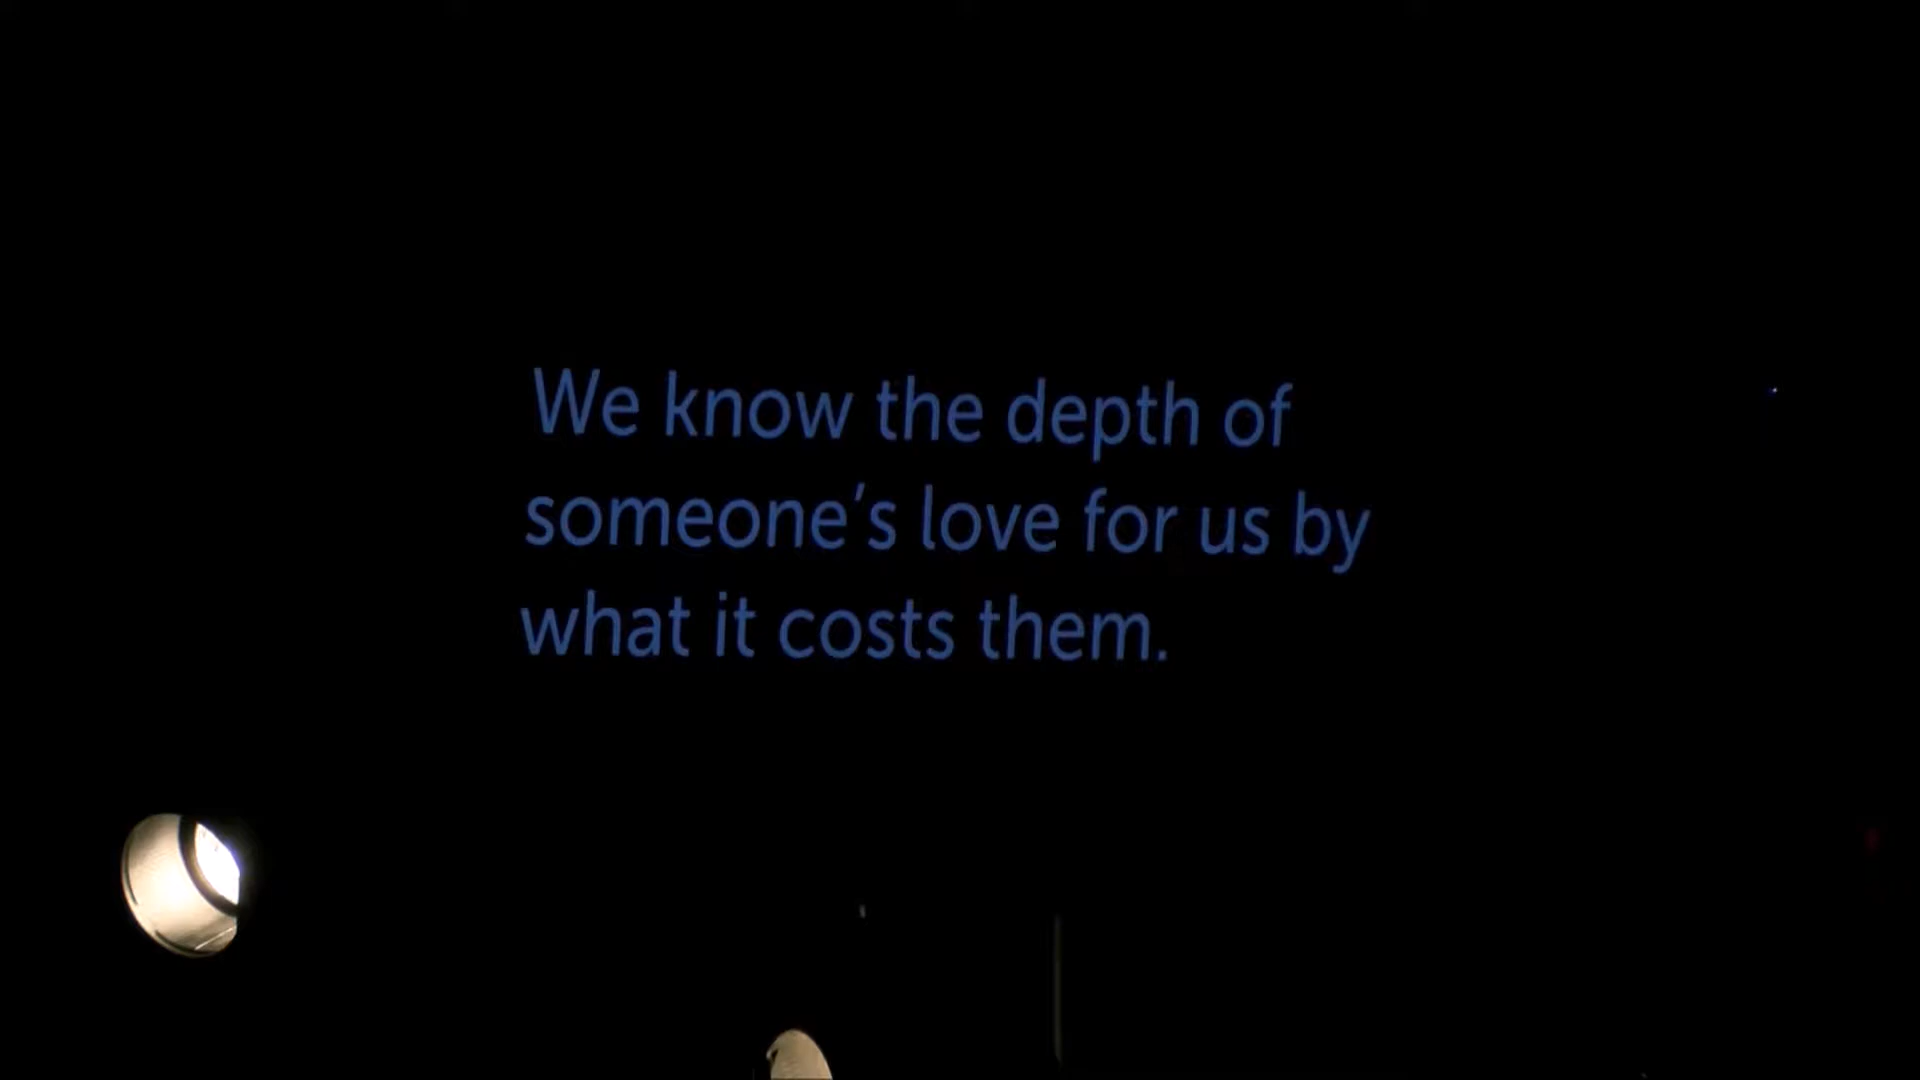 We know the depth of
someone's love for us by
what it costs them.